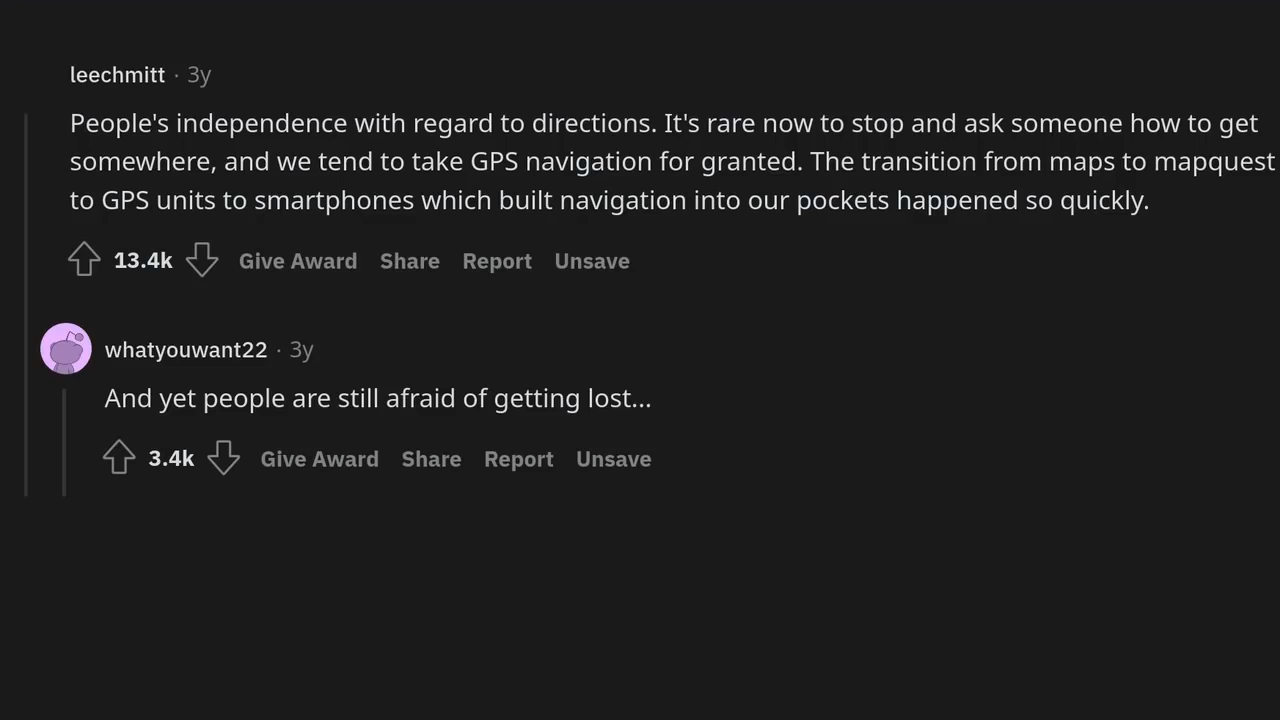 leechmitt · 3y
People's independence with regard to directions. It's rare now to stop and ask someone how to get
somewhere, and we tend to take GPS navigation for granted. The transition from maps to mapquest
to GPS units to smartphones which built navigation into our pockets happened so quickly.
13.4k Give Award Share Report Unsave
whatyouwant22 · 3y
And yet people are still afraid of getting lost...
3.4k Give Award Share Report Unsave